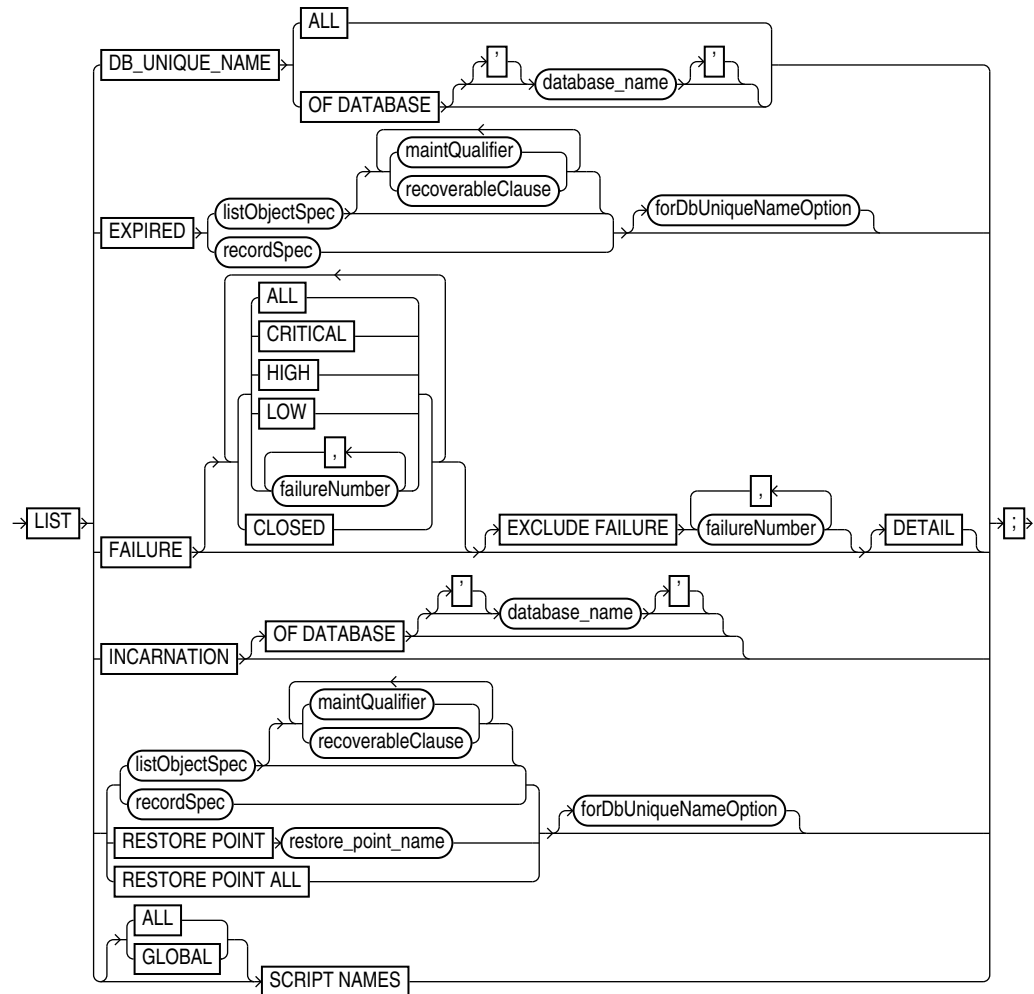 ALL
DB_UNIQUE_NAME
' '
database_name
OF DATABASE
maintQualifier
recoverableClause
listObjectSpec
forDbUniqueNameOption
EXPIRED
recordSpec
ALL
CRITICAL
HIGH
LOW
,
failureNumber
CLOSED
LIST
FAILURE
EXCLUDE FAILURE
,
failureNumber
DETAIL
;
' '
database_name
OF DATABASE
INCARNATION
maintQualifier
recoverableClause
listObjectSpec
recordSpec
forDbUniqueNameOption
RESTORE POINT restore_point_name
RESTORE POINT ALL
ALL
GLOBAL
SCRIPT NAMES